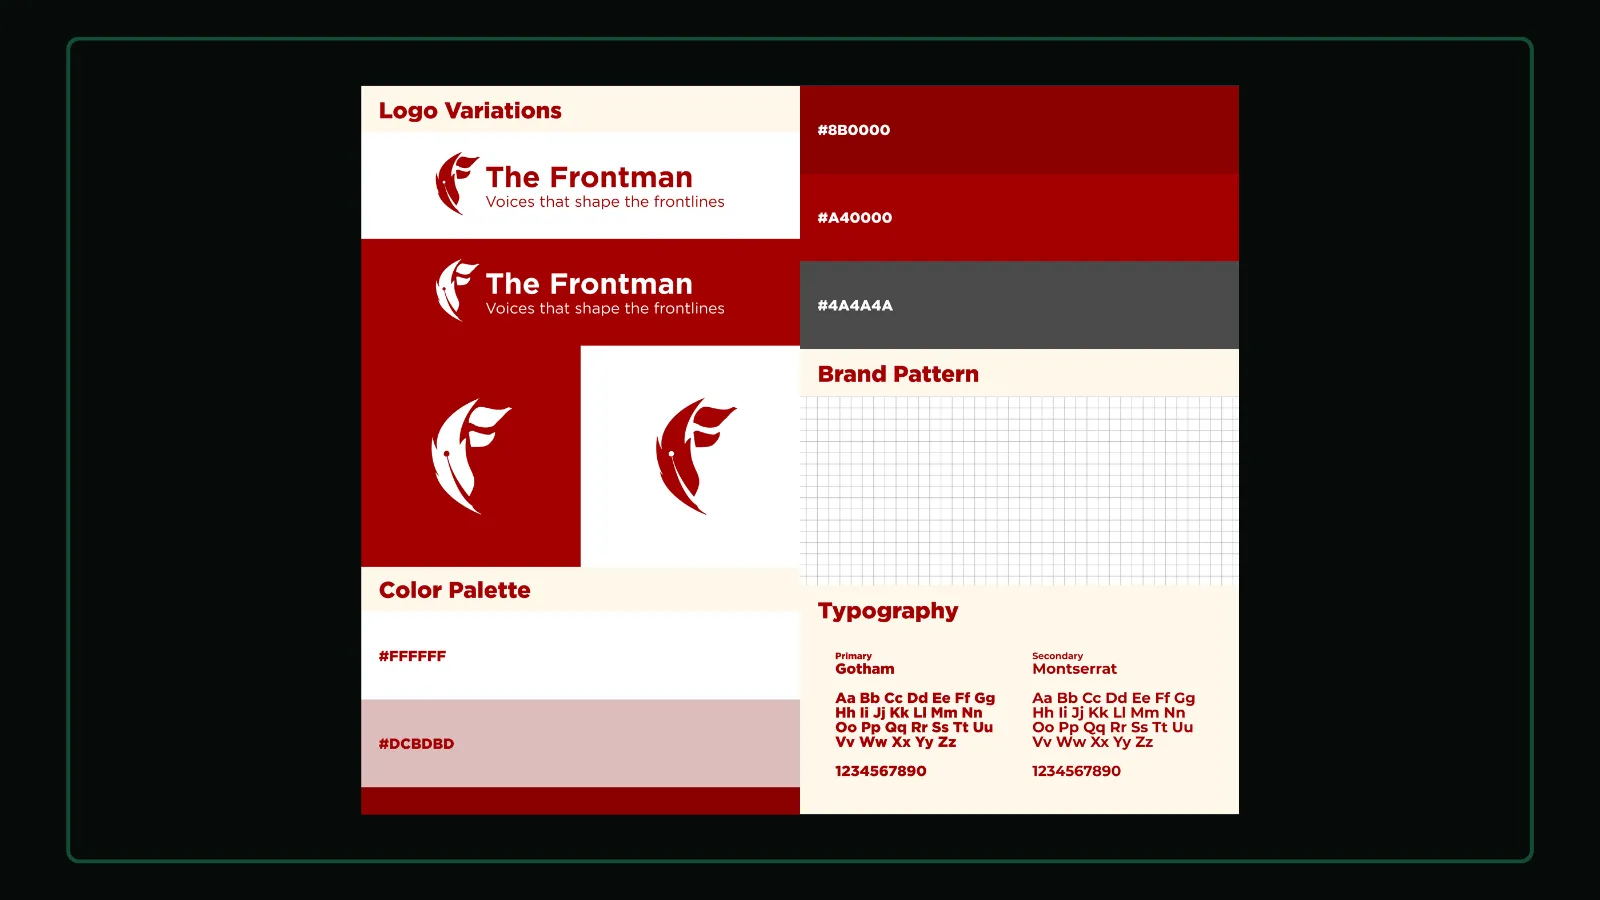 Logo Variations
The Frontman
Voices that shape the frontlines
The Frontman
Voices that shape the frontlines
Color Palette
#FFFFFF
#DCBDBD
#8B0000
#A40000
#4A4A4A
Brand Pattern
Typography
Primary
Gotham
Aa Bb Cc Dd Ee Ff Gg
Hh Ii Jj Kk Ll Mm Nn
Oo Pp Qq Rr Ss Tt Uu
Vv Ww Xx Yy Zz
1234567890
Secondary
Montserrat
Aa Bb Cc Dd Ee Ff Gg
Hh Ii Jj Kk Ll Mm Nn
Oo Pp Qq Rr Ss Tt Uu
Vv Ww Xx Yy Zz
1234567890